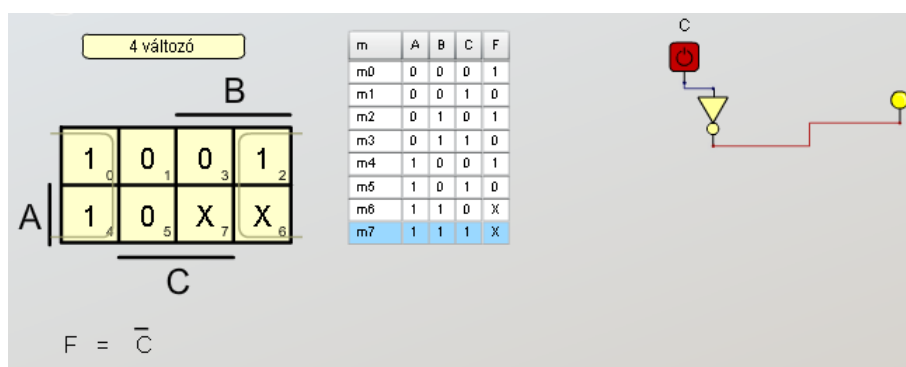 4 változó
B
1 0 0 1
0 1 3 2
A
1 0 X X
4 5 7 6
C
F = C̅
m A B C F
m0 0 0 0 1
m1 0 0 1 0
m2 0 1 0 1
m3 0 1 1 0
m4 1 0 0 1
m5 1 0 1 0
m6 1 1 0 X
m7 1 1 1 X
C